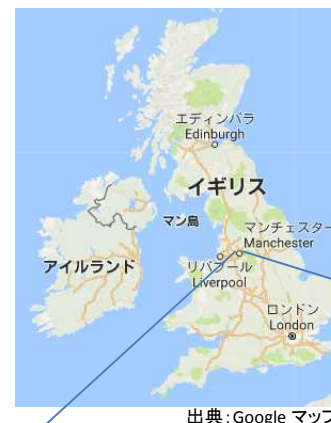 エディンバラ
Edinburgh
イギリス
マン島
マンチェスター
Manchester
アイルランド
リバプール
Liverpool
ロンドン
London
出典：Google マップ